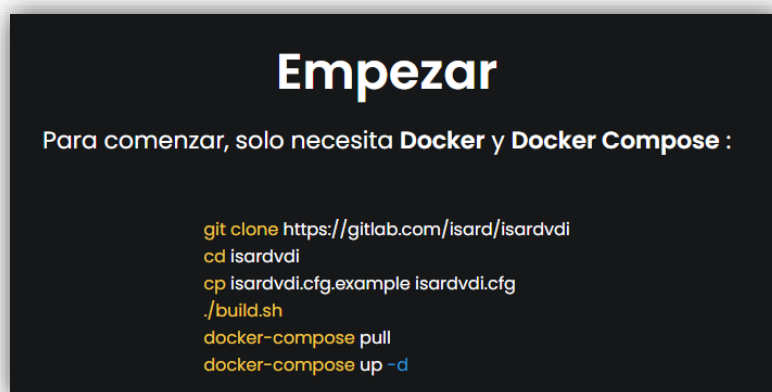 Empezar
Para comenzar, solo necesita Docker y Docker Compose :
git clone https://gitlab.com/isard/isardvdi
cd isardvdi
cp isardvdi.cfg.example isardvdi.cfg
./build.sh
docker-compose pull
docker-compose up -d